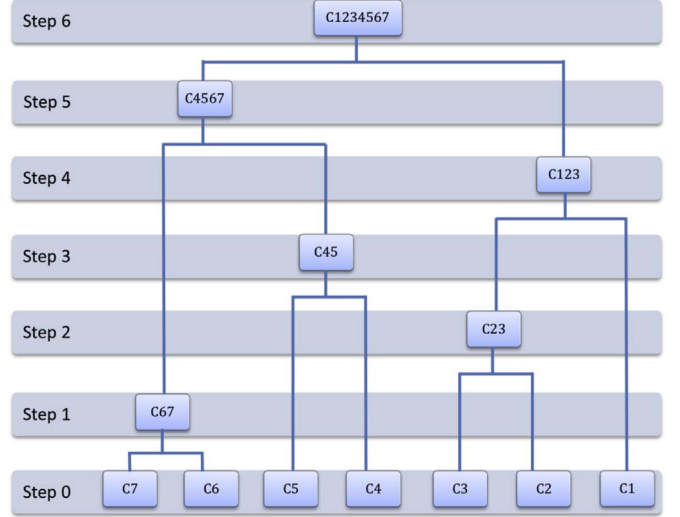 Step 6 C1234567
Step 5 C4567
Step 4 C123
Step 3 C45
Step 2 C23
Step 1 C67
Step 0 C7 C6 C5 C4 C3 C2 C1